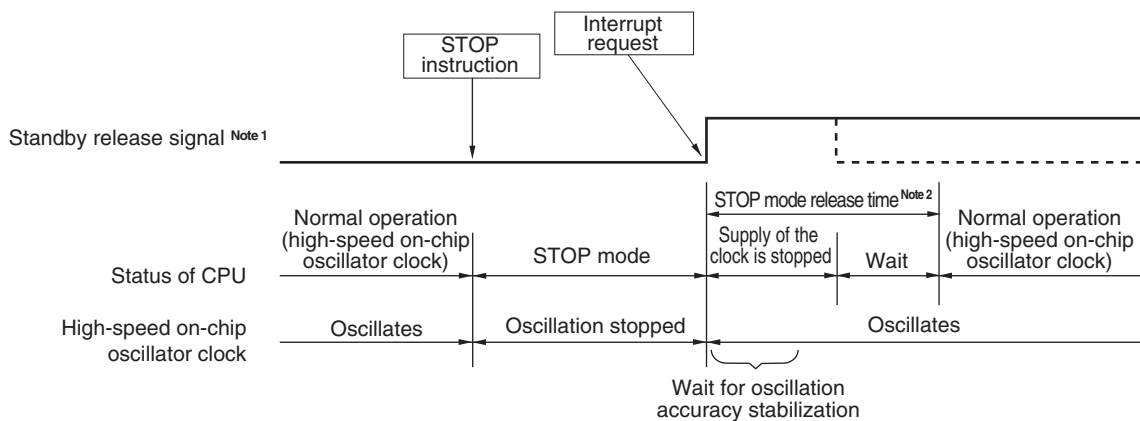 STOP
instruction
Interrupt
request
Standby release signal Note 1
STOP mode release time Note 2
Normal operation
(high-speed on-chip
oscillator clock)
Supply of the
clock is stopped
Normal operation
(high-speed on-chip
oscillator clock)
Status of CPU
STOP mode
Wait
High-speed on-chip
oscillator clock
Oscillates
Oscillation stopped
Oscillates
Wait for oscillation
accuracy stabilization